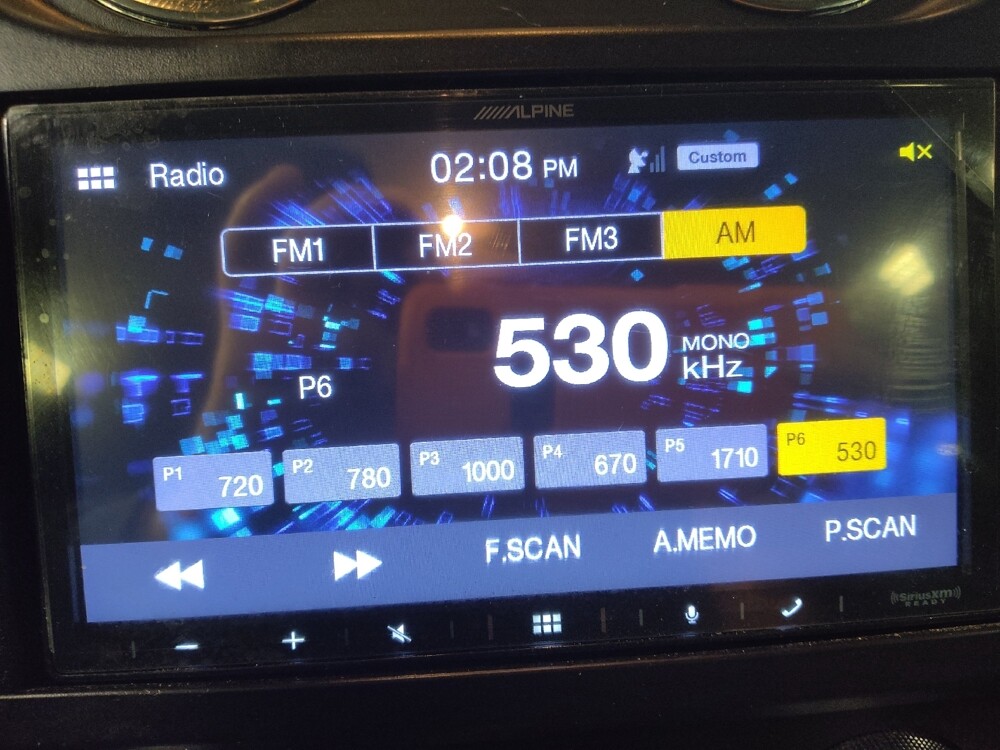 ALPINE
Radio 02:08 PM Custom
FM1 FM2 FM3 AM
530 MONO kHz
P6
P1 720 P2 780 P3 1000 P4 670 P5 1710 P6 530
F.SCAN A.MEMO P.SCAN
((SiriusXM))
READY